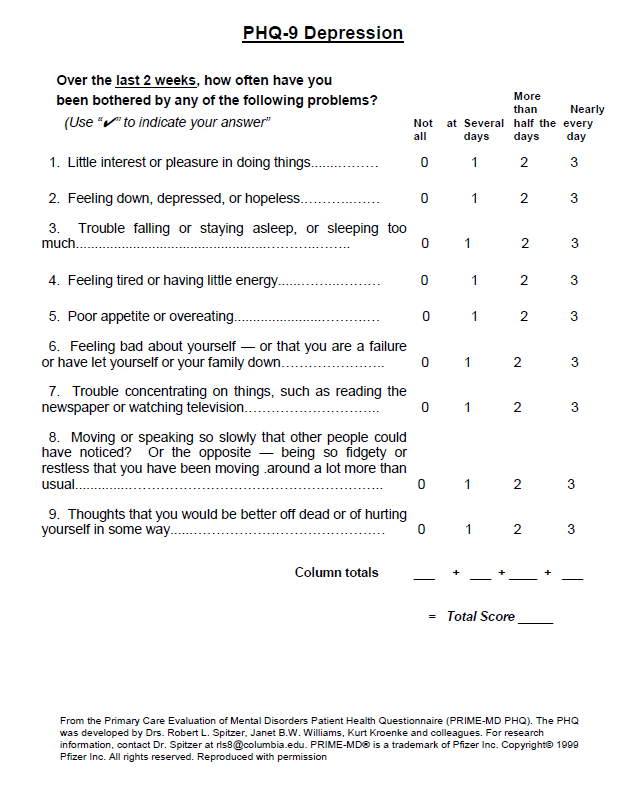 PHQ-9 Depression
Over the last 2 weeks, how often have you
been bothered by any of the following problems?
(Use “✔” to indicate your answer”
More
than Nearly
Not at Several half the every
all days days day
1. Little interest or pleasure in doing things.......……… 0 1 2 3
2. Feeling down, depressed, or hopeless.………..…… 0 1 2 3
3. Trouble falling or staying asleep, or sleeping too
much..................................................………..…….. 0 1 2 3
4. Feeling tired or having little energy......……..……… 0 1 2 3
5. Poor appetite or overeating.......................………… 0 1 2 3
6. Feeling bad about yourself — or that you are a failure
or have let yourself or your family down………………….. 0 1 2 3
7. Trouble concentrating on things, such as reading the
newspaper or watching television………………………… 0 1 2 3
8. Moving or speaking so slowly that other people could
have noticed? Or the opposite — being so fidgety or
restless that you have been moving .around a lot more than
usual..............…………………………………………….. 0 1 2 3
9. Thoughts that you would be better off dead or of hurting
yourself in some way......………………………………… 0 1 2 3
Column totals ___ + ___ + ____ + ___
= Total Score _____
From the Primary Care Evaluation of Mental Disorders Patient Health Questionnaire (PRIME-MD PHQ). The PHQ
was developed by Drs. Robert L. Spitzer, Janet B.W. Williams, Kurt Kroenke and colleagues. For research
information, contact Dr. Spitzer at rls8@columbia.edu. PRIME-MD® is a trademark of Pfizer Inc. Copyright© 1999
Pfizer Inc. All rights reserved. Reproduced with permission